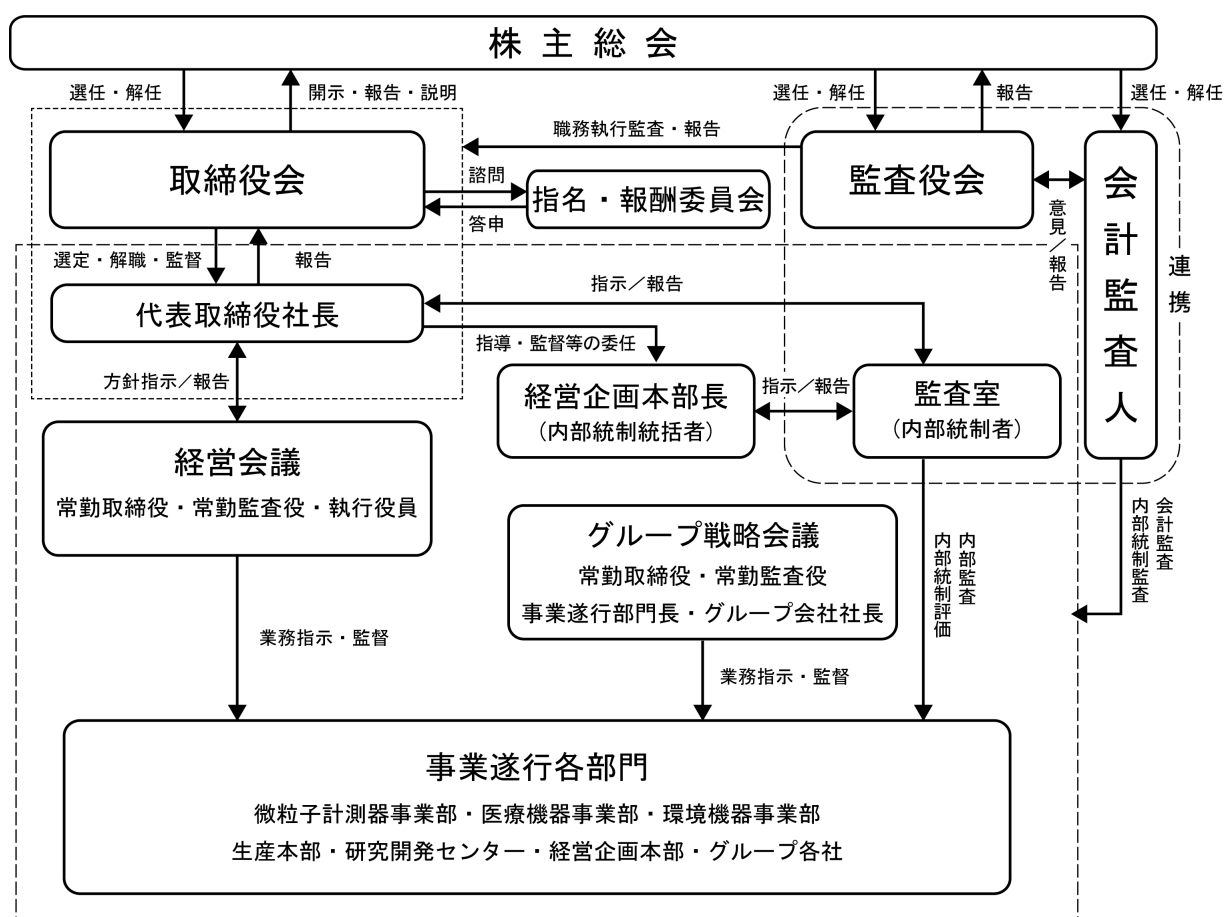 株主総会
選任・解任
開示・報告・説明
選任・解任
報告
選任・解任
職務執行監査・報告
取締役会
諮問
答申
指名・報酬委員会
監査役会
意見/報告
会計監査人
連携
選定・解職・監督
報告
代表取締役社長
指示/報告
指導・監督等の委任
方針指示/報告
経営企画本部長
(内部統制統括者)
指示/報告
監査室
(内部統制者)
経営会議
常勤取締役・常勤監査役・執行役員
グループ戦略会議
常勤取締役・常勤監査役
事業遂行部門長・グループ会社社長
内部監査
内部統制評価
会計監査
内部統制監査
業務指示・監督
業務指示・監督
事業遂行各部門
微粒子計測器事業部・医療機器事業部・環境機器事業部
生産本部・研究開発センター・経営企画本部・グループ各社